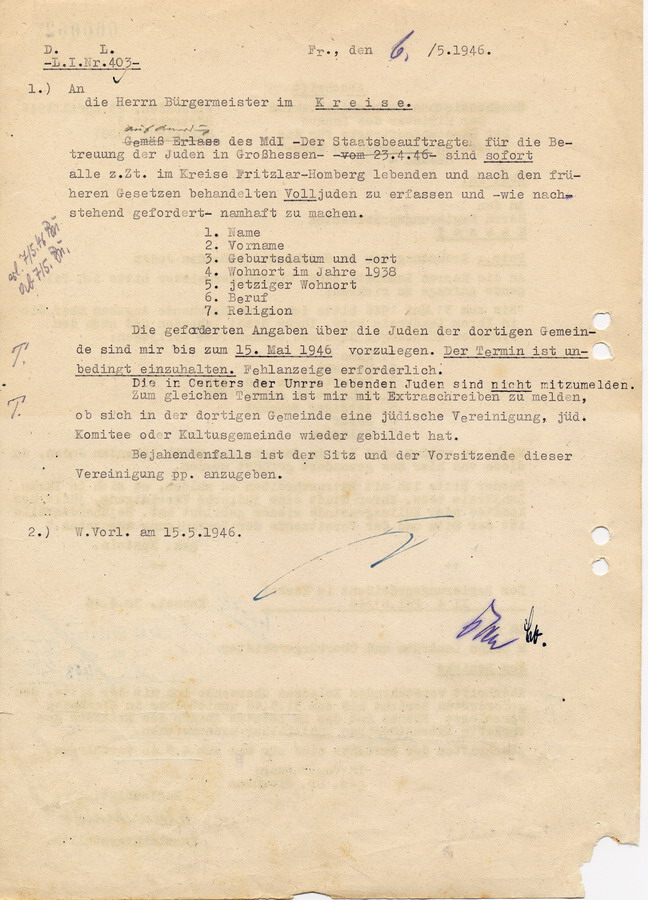 D. L.
-L.I.Nr.403-
Fr., den 6. /5.1946.
1.) An
die Herrn Bürgermeister im Kreise.
Gemäß Erlass des MdI -Der Staatsbeauftragte für die Be-
treuung der Juden in Großhessen- -vom 23.4.46- sind sofort
alle z.Zt. im Kreise Fritzlar-Homberg lebenden und nach den frü-
heren Gesetzen behandelten Volljuden zu erfassen und -wie nach-
stehend gefordert- namhaft zu machen.
1. Name
2. Vorname
3. Geburtsdatum und -ort
4. Wohnort im Jahre 1938
5. jetziger Wohnort
6. Beruf
7. Religion
Die geforderten Angaben über die Juden der dortigen Gemein-
de sind mir bis zum 15. Mai 1946 vorzulegen. Der Termin ist un-
bedingt einzuhalten. Fehlanzeige erforderlich.
Die in Centers der Unrra lebenden Juden sind nicht mitzumelden.
Zum gleichen Termin ist mir mit Extraschreiben zu melden,
ob sich in der dortigen Gemeinde eine jüdische Vereinigung, jüd.
Komitee oder Kultusgemeinde wieder gebildet hat.
Bejahendenfalls ist der Sitz und der Vorsitzende dieser
Vereinigung pp. anzugeben.
2.) W.Vorl. am 15.5.1946.
7/5.46
7/5.
T.
T.